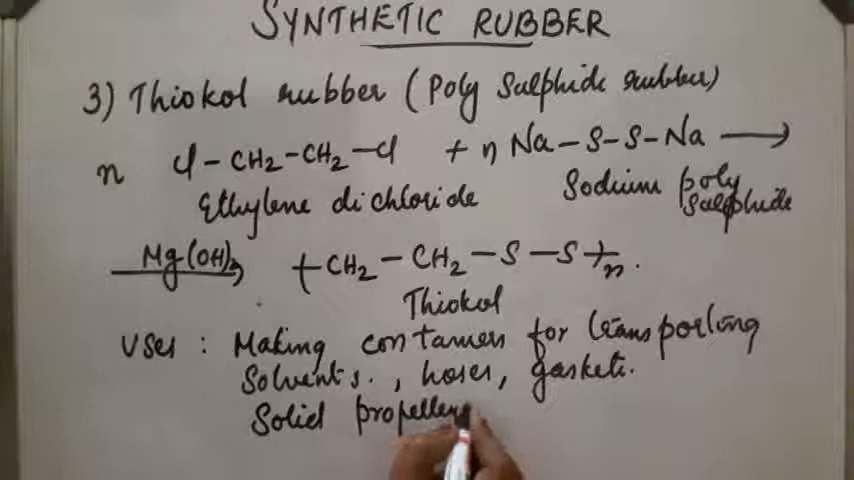 SYNTHETIC RUBBER
3) Thiokol rubber (Poly Sulphide rubber)
n Cl-CH2-CH2-Cl + n Na-S-S-Na →
Ethylene dichloride Sodium poly sulphide
Mg(OH)2 → +CH2-CH2-S-S+n.
Thiokol
Uses : Making containers for transporting
Solvents., hoses, gaskets.
Solid propellen